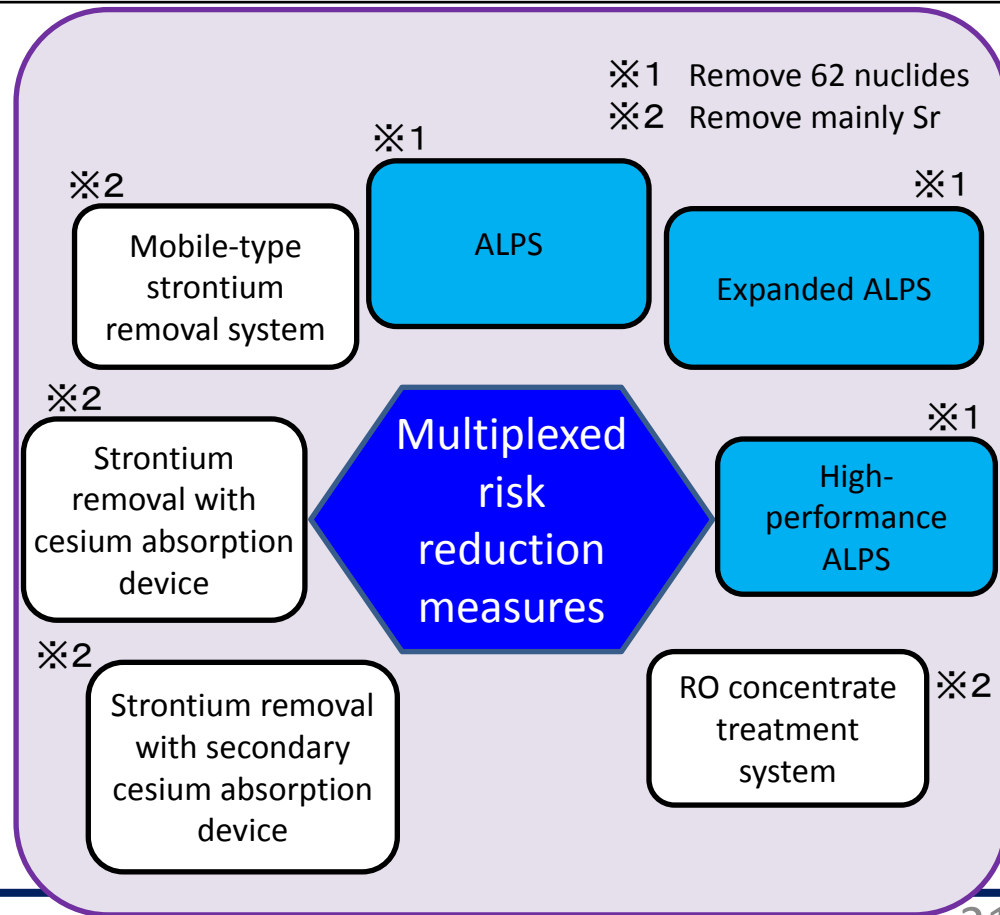 ※1 Remove 62 nuclides
※2 Remove mainly Sr
※1
ALPS
※2
Mobile-type
strontium
removal system
※1
Expanded ALPS
※2
Strontium
removal with
cesium absorption
device
Multiplexed
risk
reduction
measures
※1
High-
performance
ALPS
※2
Strontium removal
with secondary
cesium absorption
device
RO concentrate
treatment
system
※2